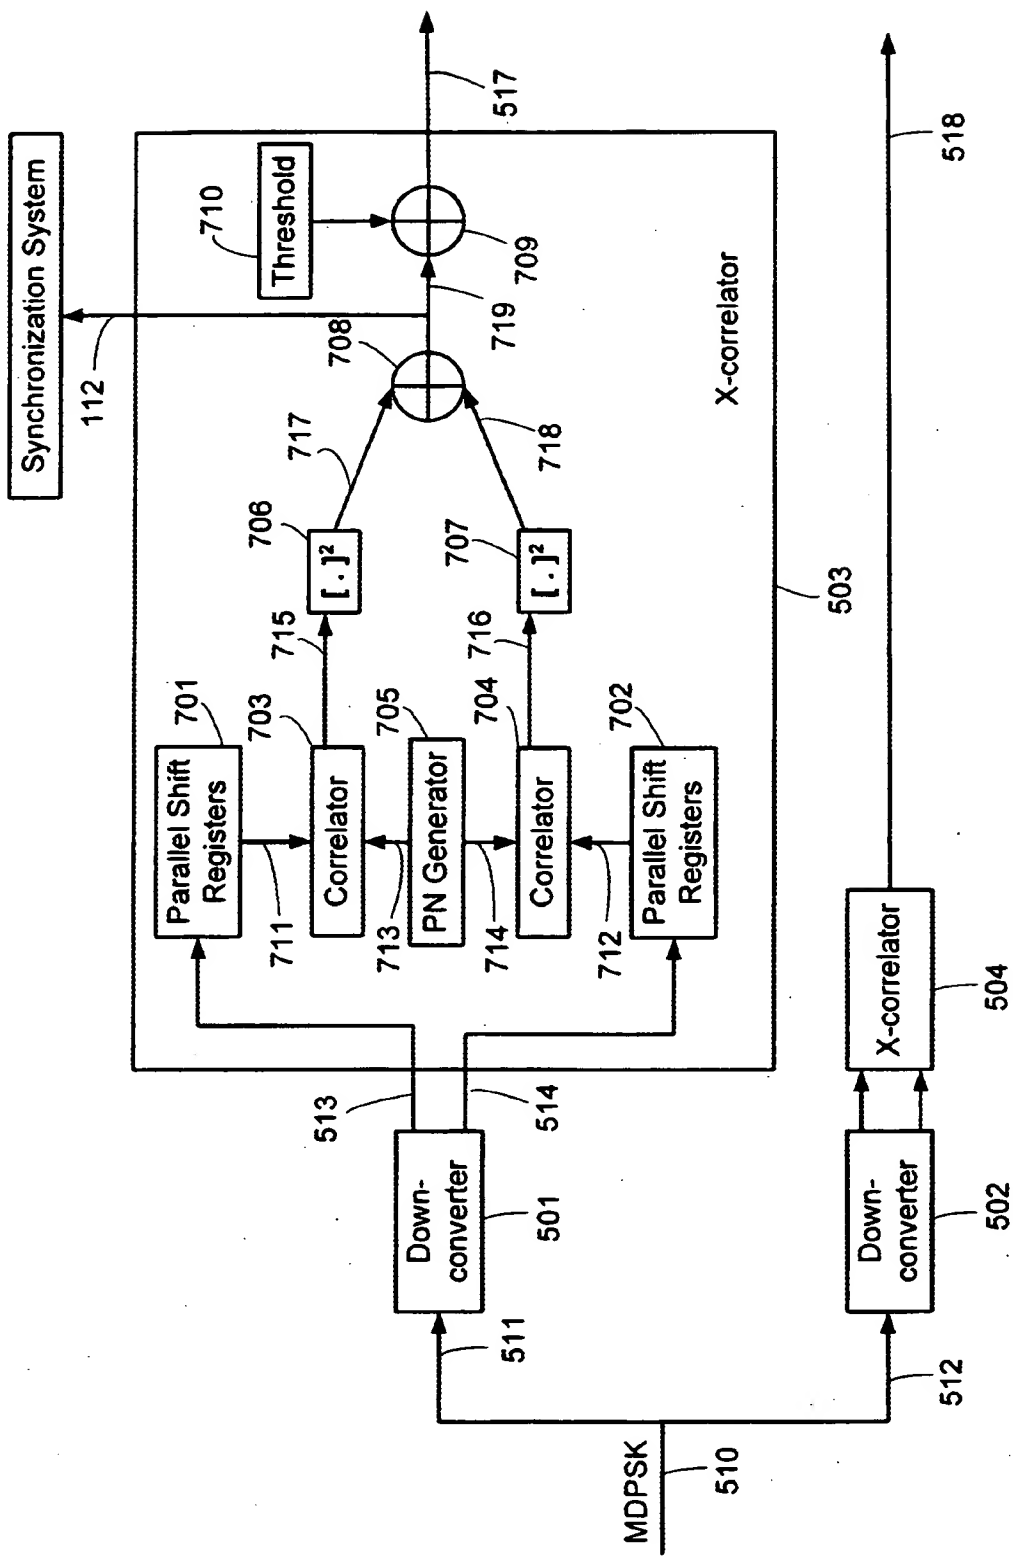 Synchronization System
112
517
710
Threshold
709
719
708
717
718
706
[ . ]²
707
[ . ]²
715
716
701
Parallel Shift
Registers
703
Correlator
705
PN Generator
704
Correlator
702
Parallel Shift
Registers
711
713
714
712
X-correlator
503
513
514
Down-
converter
501
511
MDPSK
510
512
Down-
converter
502
X-correlator
504
518